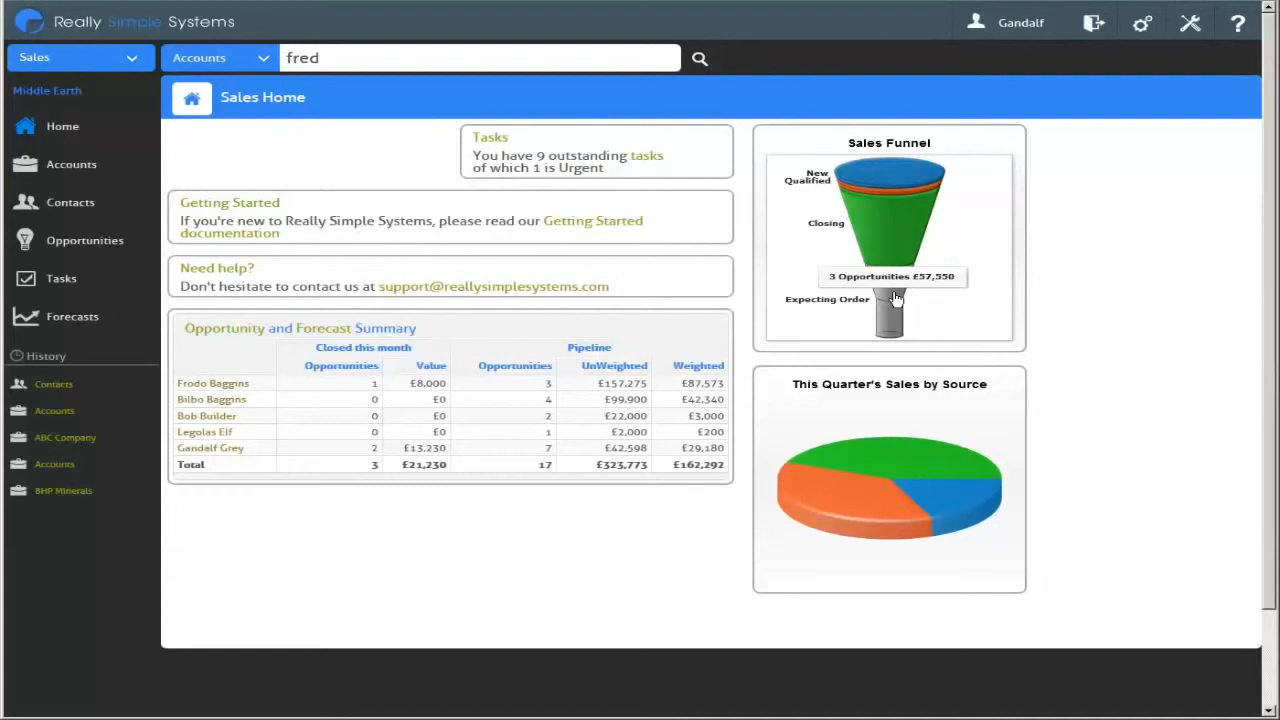 Really Simple Systems
Gandalf
?
Sales
Accounts
fred
Middle Earth
Home
Accounts
Contacts
Opportunities
Tasks
Forecasts
History
Contacts
Accounts
ABC Company
Accounts
BHP Minerals
Sales Home
Tasks
You have 9 outstanding tasks
of which 1 is Urgent
Getting Started
If you're new to Really Simple Systems, please read our Getting Started
documentation
Need help?
Don't hesitate to contact us at support@reallysimplesystems.com
Opportunity and Forecast Summary
Closed this month Pipeline
Opportunities Value Opportunities UnWeighted Weighted
Frodo Baggins 1 £8,000 3 £157,275 £87,573
Bilbo Baggins 0 £0 4 £99,900 £42,340
Bob Builder 0 £0 2 £22,000 £3,000
Legolas Elf 0 £0 1 £2,000 £200
Gandalf Grey 2 £13,230 7 £42,598 £29,180
Total 3 £21,230 17 £323,773 £162,292
Sales Funnel
New
Qualified
Closing
3 Opportunities £57,550
Expecting Order
This Quarter's Sales by Source